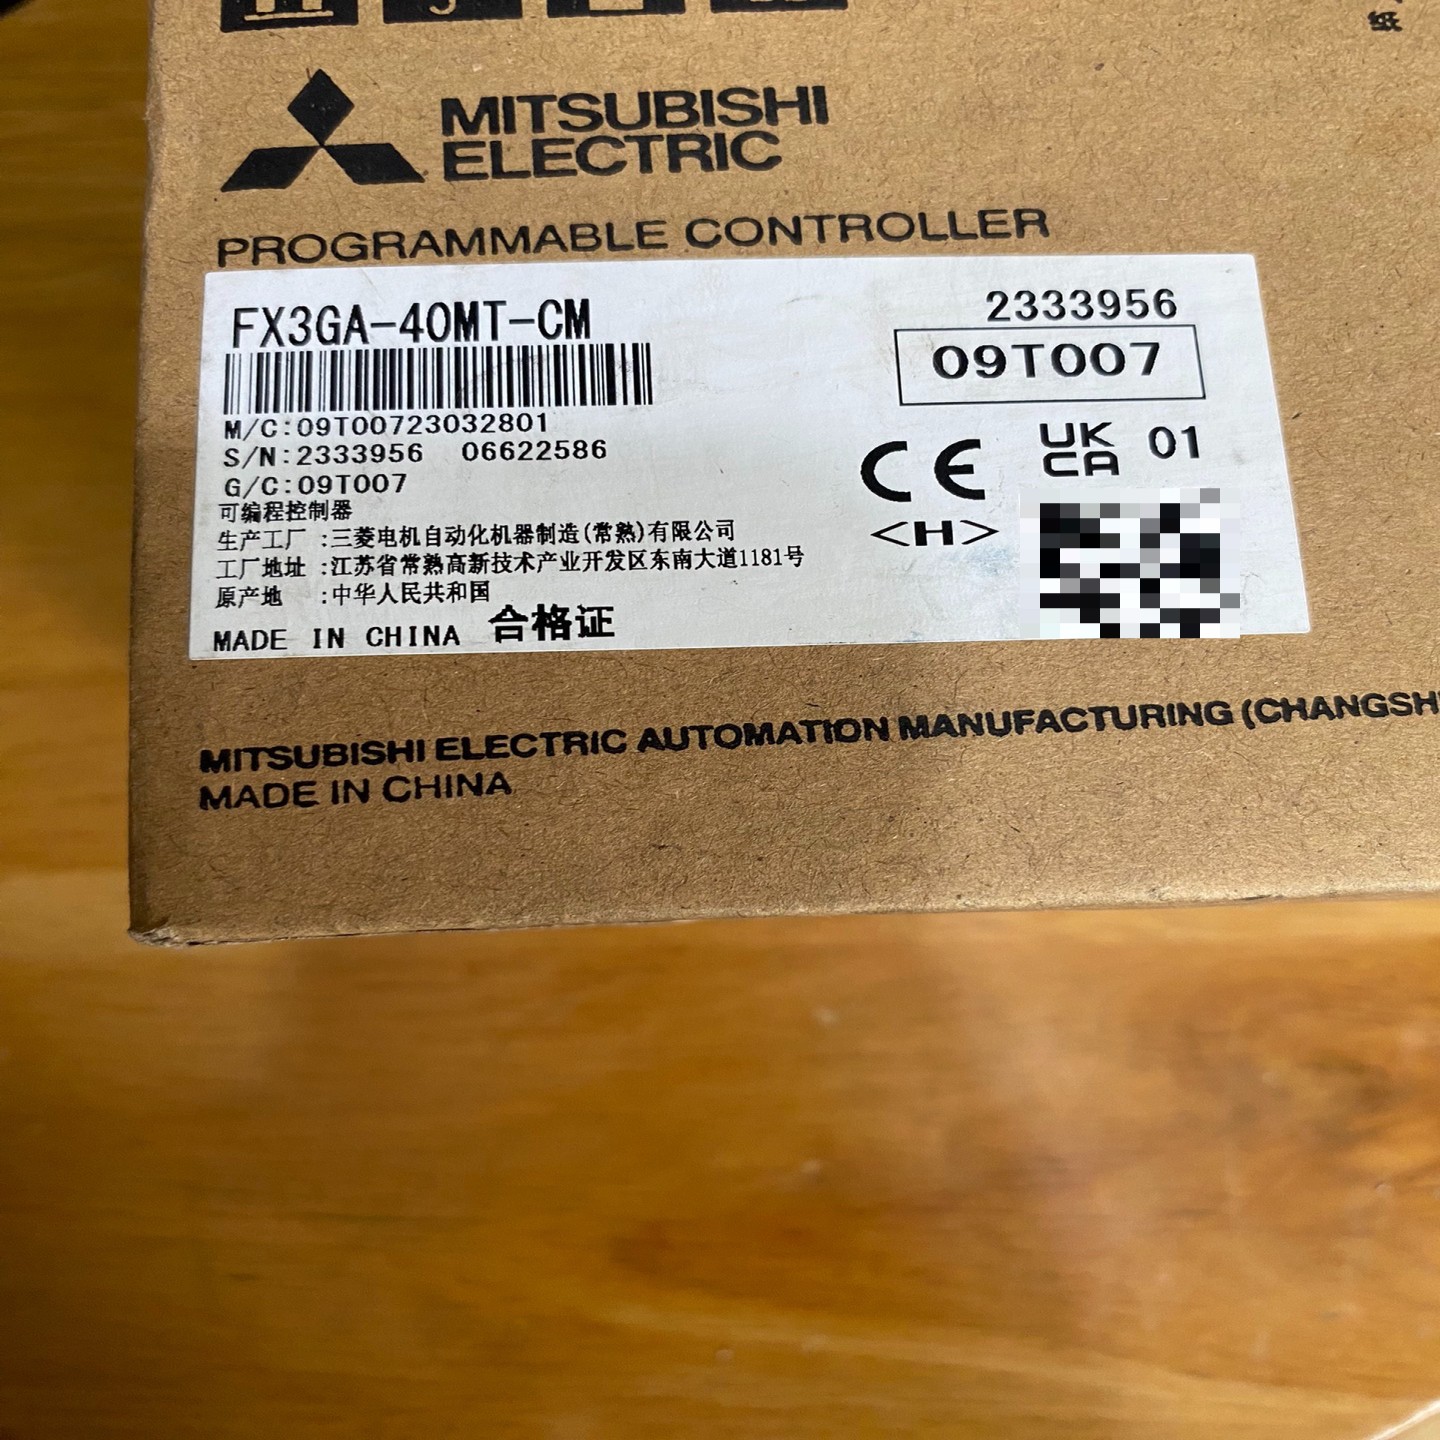 MITSUBISHI
ELECTRIC
PROGRAMMABLE CONTROLLER
FX3GA-40MT-CM
2333956
09T007
M/C:09T00723032801
S/N:2333956 06622586
G/C:09T007
CE
UK
CA
01
<H>
可编程控制器
生产工厂 :三菱电机自动化机器制造(常熟)有限公司
工厂地址 :江苏省常熟高新技术产业开发区东南大道1181号
原产地 :中华人民共和国
MADE IN CHINA 合格证
MITSUBISHI ELECTRIC AUTOMATION MANUFACTURING (CHANGSH
MADE IN CHINA